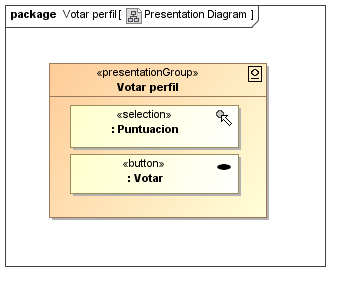 package Votar perfil[ Presentation Diagram ]
«presentationGroup»
Votar perfil
«selection»
: Puntuacion
«button»
: Votar